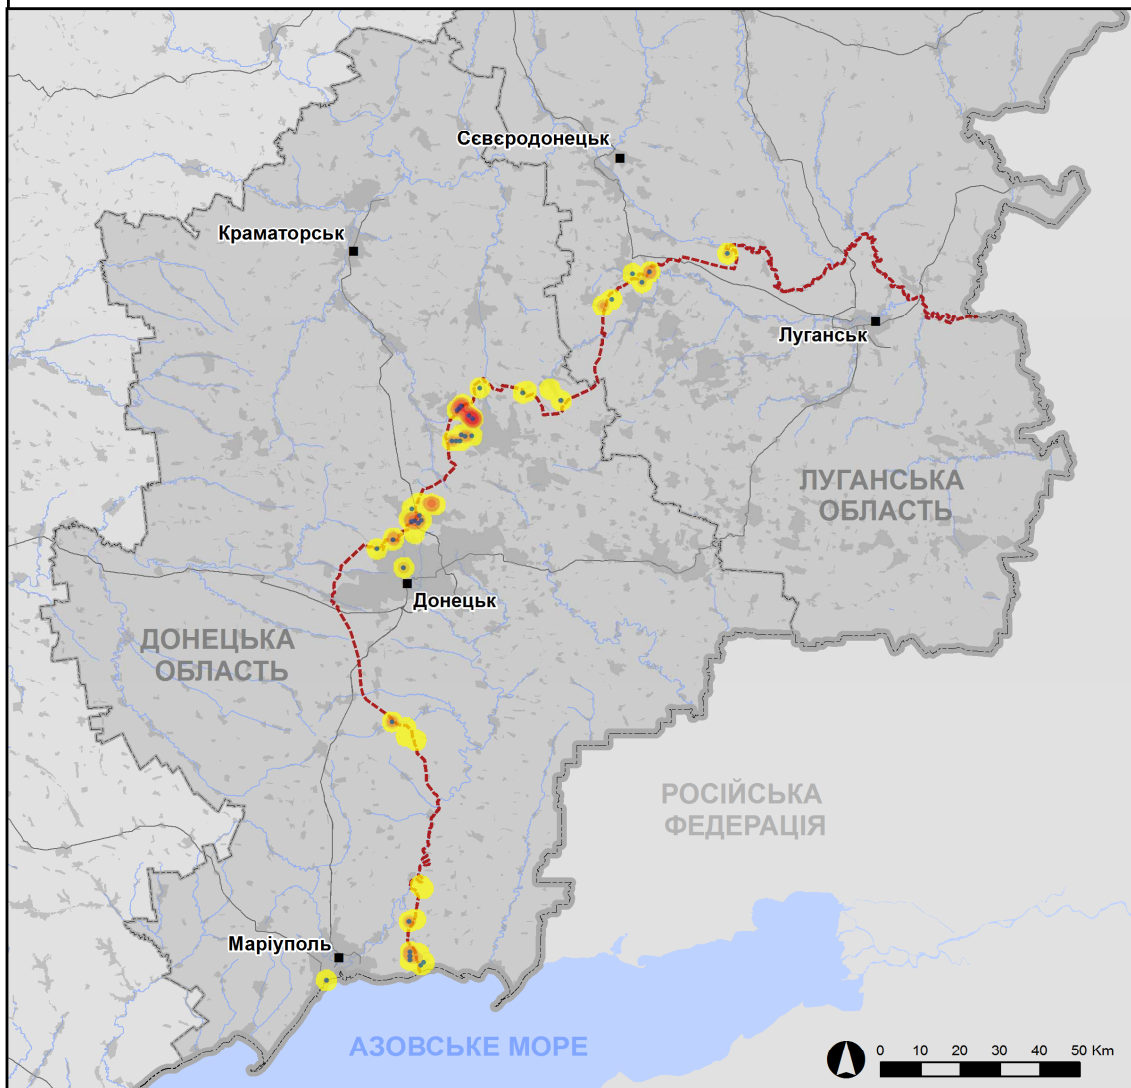 Сєвєродонецьк
Краматорськ
Луганськ
ЛУГАНСЬКА
ОБЛАСТЬ
Донецьк
ДОНЕЦЬКА
ОБЛАСТЬ
РОСІЙСЬКА
ФЕДЕРАЦІЯ
Маріуполь
АЗОВСЬКЕ МОРЕ
0 10 20 30 40 50 Km